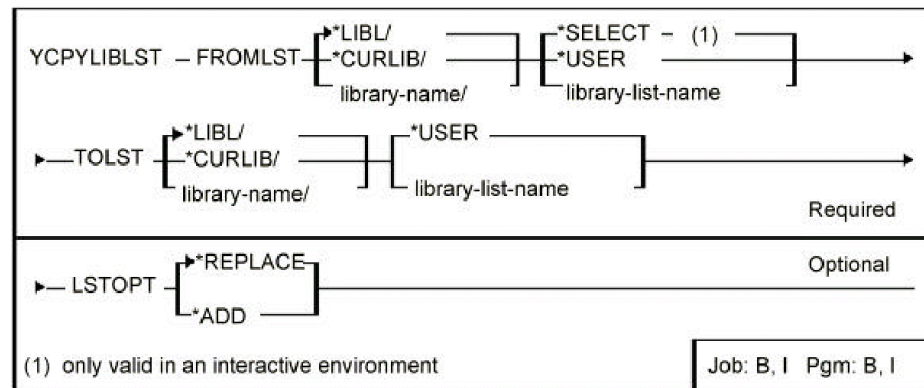 *LIBL/
*SELECT (1)
YCPYLIBLST FROMLST *CURLIB/ *USER
library-name/ library-list-name
*LIBL/ *USER
TOLST *CURLIB/
library-name/ library-list-name
Required
*REPLACE Optional
LSTOPT
*ADD
(1) only valid in an interactive environment Job: B, I Pgm: B, I